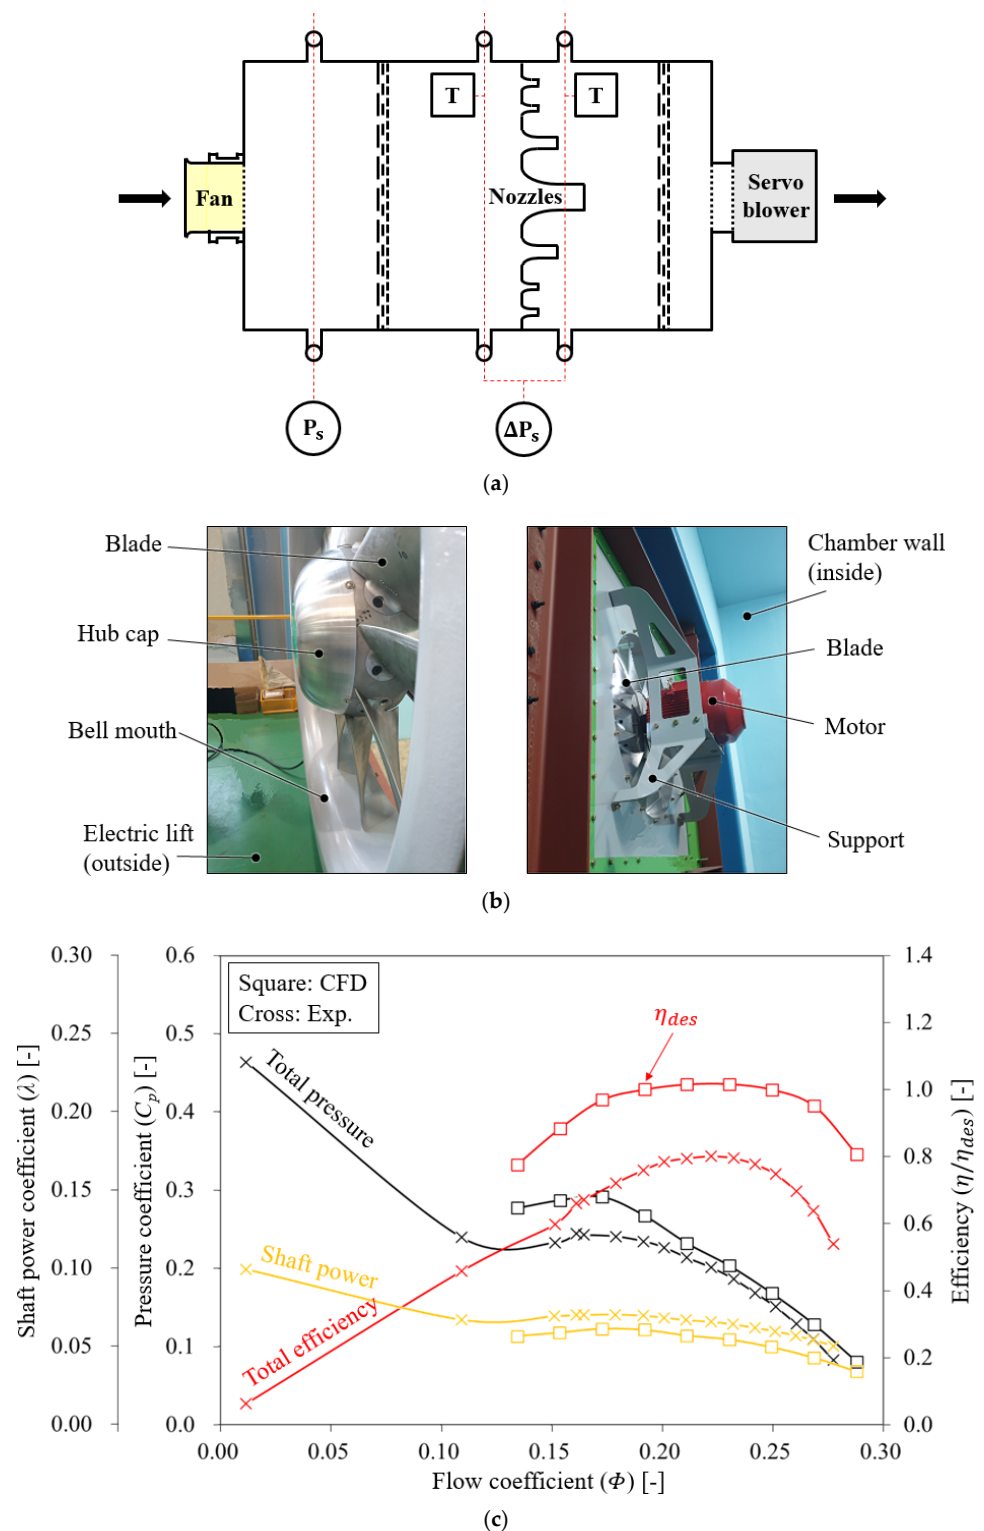 T
T
Fan
Nozzles
Servo
blower
Pₛ
ΔPₛ
(a)
Blade
Hub cap
Bell mouth
Electric lift
(outside)
Chamber wall
(inside)
Blade
Motor
Support
(b)
Shaft power coefficient (λ) [-]
0.30
0.25
0.20
0.15
0.10
0.05
0.00
Pressure coefficient (Cₚ) [-]
0.6
0.5
0.4
0.3
0.2
0.1
0.0
Square: CFD
Cross: Exp.
η_des
Total pressure
Shaft power
Total efficiency
1.4
1.2
1.0
0.8
0.6
0.4
0.2
0.0
Efficiency (η/η_des) [-]
0.00 0.05 0.10 0.15 0.20 0.25 0.30
Flow coefficient (Φ) [-]
(c)